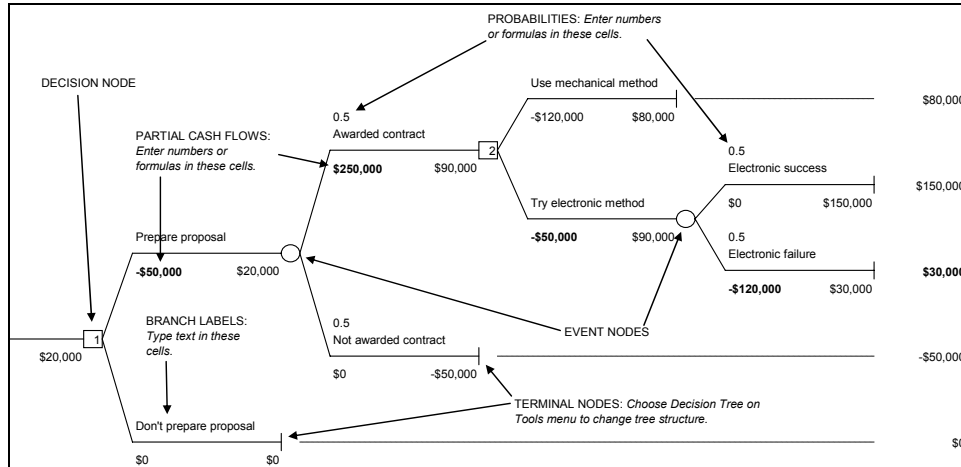 PROBABILITIES: Enter numbers
or formulas in these cells.
DECISION NODE
Use mechanical method
-$120,000 $80,000
$80,000
0.5
Awarded contract
$250,000 $90,000
2
PARTIAL CASH FLOWS:
Enter numbers or
formulas in these cells.
0.5
Electronic success
$0 $150,000
$150,000
Try electronic method
-$50,000 $90,000
0.5
Electronic failure
-$120,000 $30,000
$30,000
Prepare proposal
-$50,000 $20,000
BRANCH LABELS:
Type text in these
cells.
1
$20,000
EVENT NODES
0.5
Not awarded contract
$0 -$50,000
-$50,000
TERMINAL NODES: Choose Decision Tree on
Tools menu to change tree structure.
Don't prepare proposal
$0 $0
$0